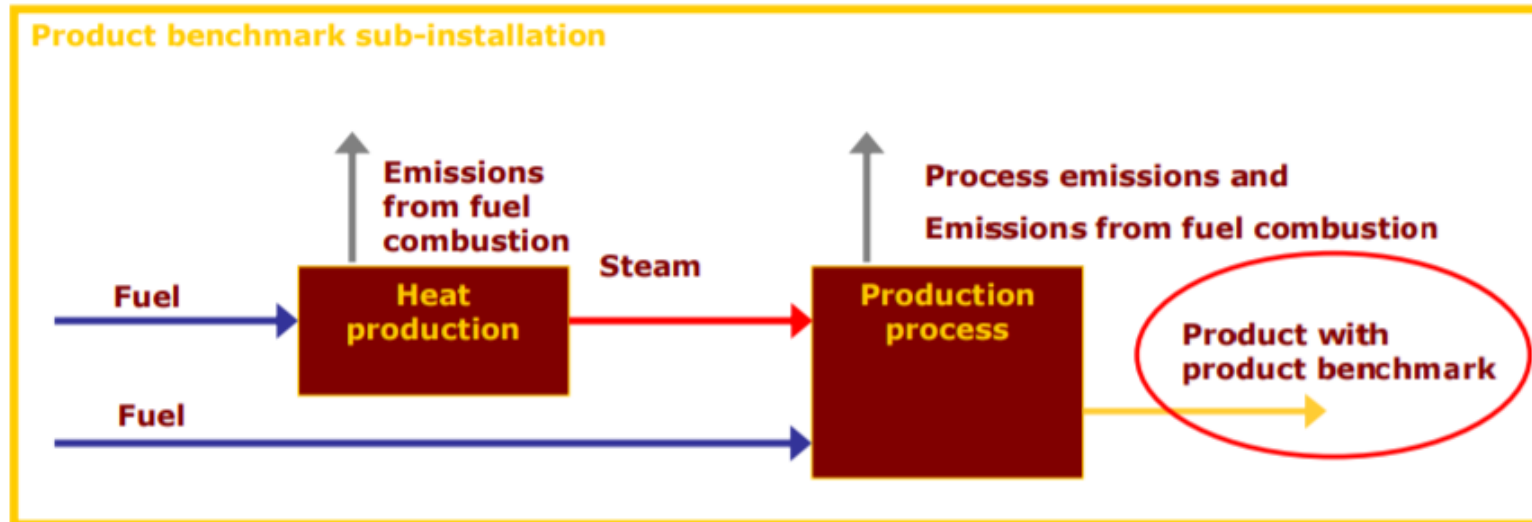 Product benchmark sub-installation
Emissions
from fuel
combustion
Process emissions and
Emissions from fuel combustion
Steam
Fuel
Heat
production
Production
process
Product with
product benchmark
Fuel